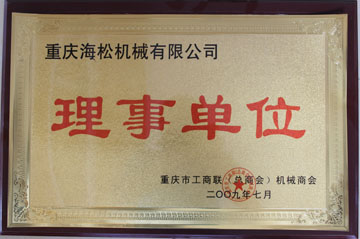 重庆海松机械有限公司
理事单位
重庆市工商联（总商会）机械商会
二〇〇九年七月